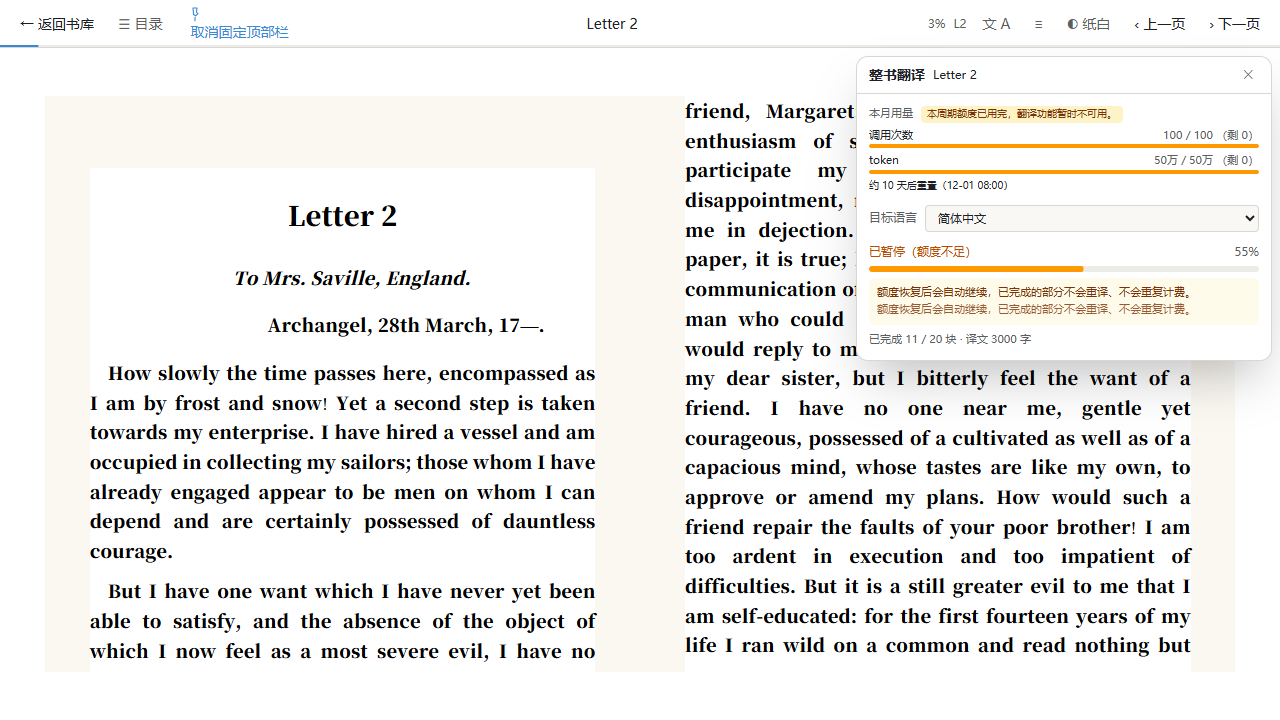 ← 返回书库
☰ 目录
取消固定顶部栏
Letter 2
3% L2
文 A
≡
纸白
‹ 上一页
› 下一页
Letter 2
To Mrs. Saville, England.
Archangel, 28th March, 17—.
How slowly the time passes here, encompassed as
I am by frost and snow! Yet a second step is taken
towards my enterprise. I have hired a vessel and am
occupied in collecting my sailors; those whom I have
already engaged appear to be men on whom I can
depend and are certainly possessed of dauntless
courage.
But I have one want which I have never yet been
able to satisfy, and the absence of the object of
which I now feel as a most severe evil, I have no
friend, Margaret
enthusiasm of
participate my
disappointment,
me in dejection.
paper, it is true;
communication
man who could
would reply to
my dear sister, but I bitterly feel the want of a
friend. I have no one near me, gentle yet
courageous, possessed of a cultivated as well as of a
capacious mind, whose tastes are like my own, to
approve or amend my plans. How would such a
friend repair the faults of your poor brother! I am
too ardent in execution and too impatient of
difficulties. But it is a still greater evil to me that I
am self-educated: for the first fourteen years of my
life I ran wild on a common and read nothing but
整书翻译 Letter 2 ×
本月用量 本周期额度已用完，翻译功能暂时不可用。
调用次数 100 / 100 （剩 0）
token 50万 / 50万 （剩 0）
约 10 天后重置（12-01 08:00）
目标语言 简体中文
已暂停（额度不足） 55%
额度恢复后会自动继续，已完成的部分不会重译、不会重复计费。
额度恢复后会自动继续，已完成的部分不会重译、不会重复计费。
已完成 11 / 20 块 · 译文 3000 字